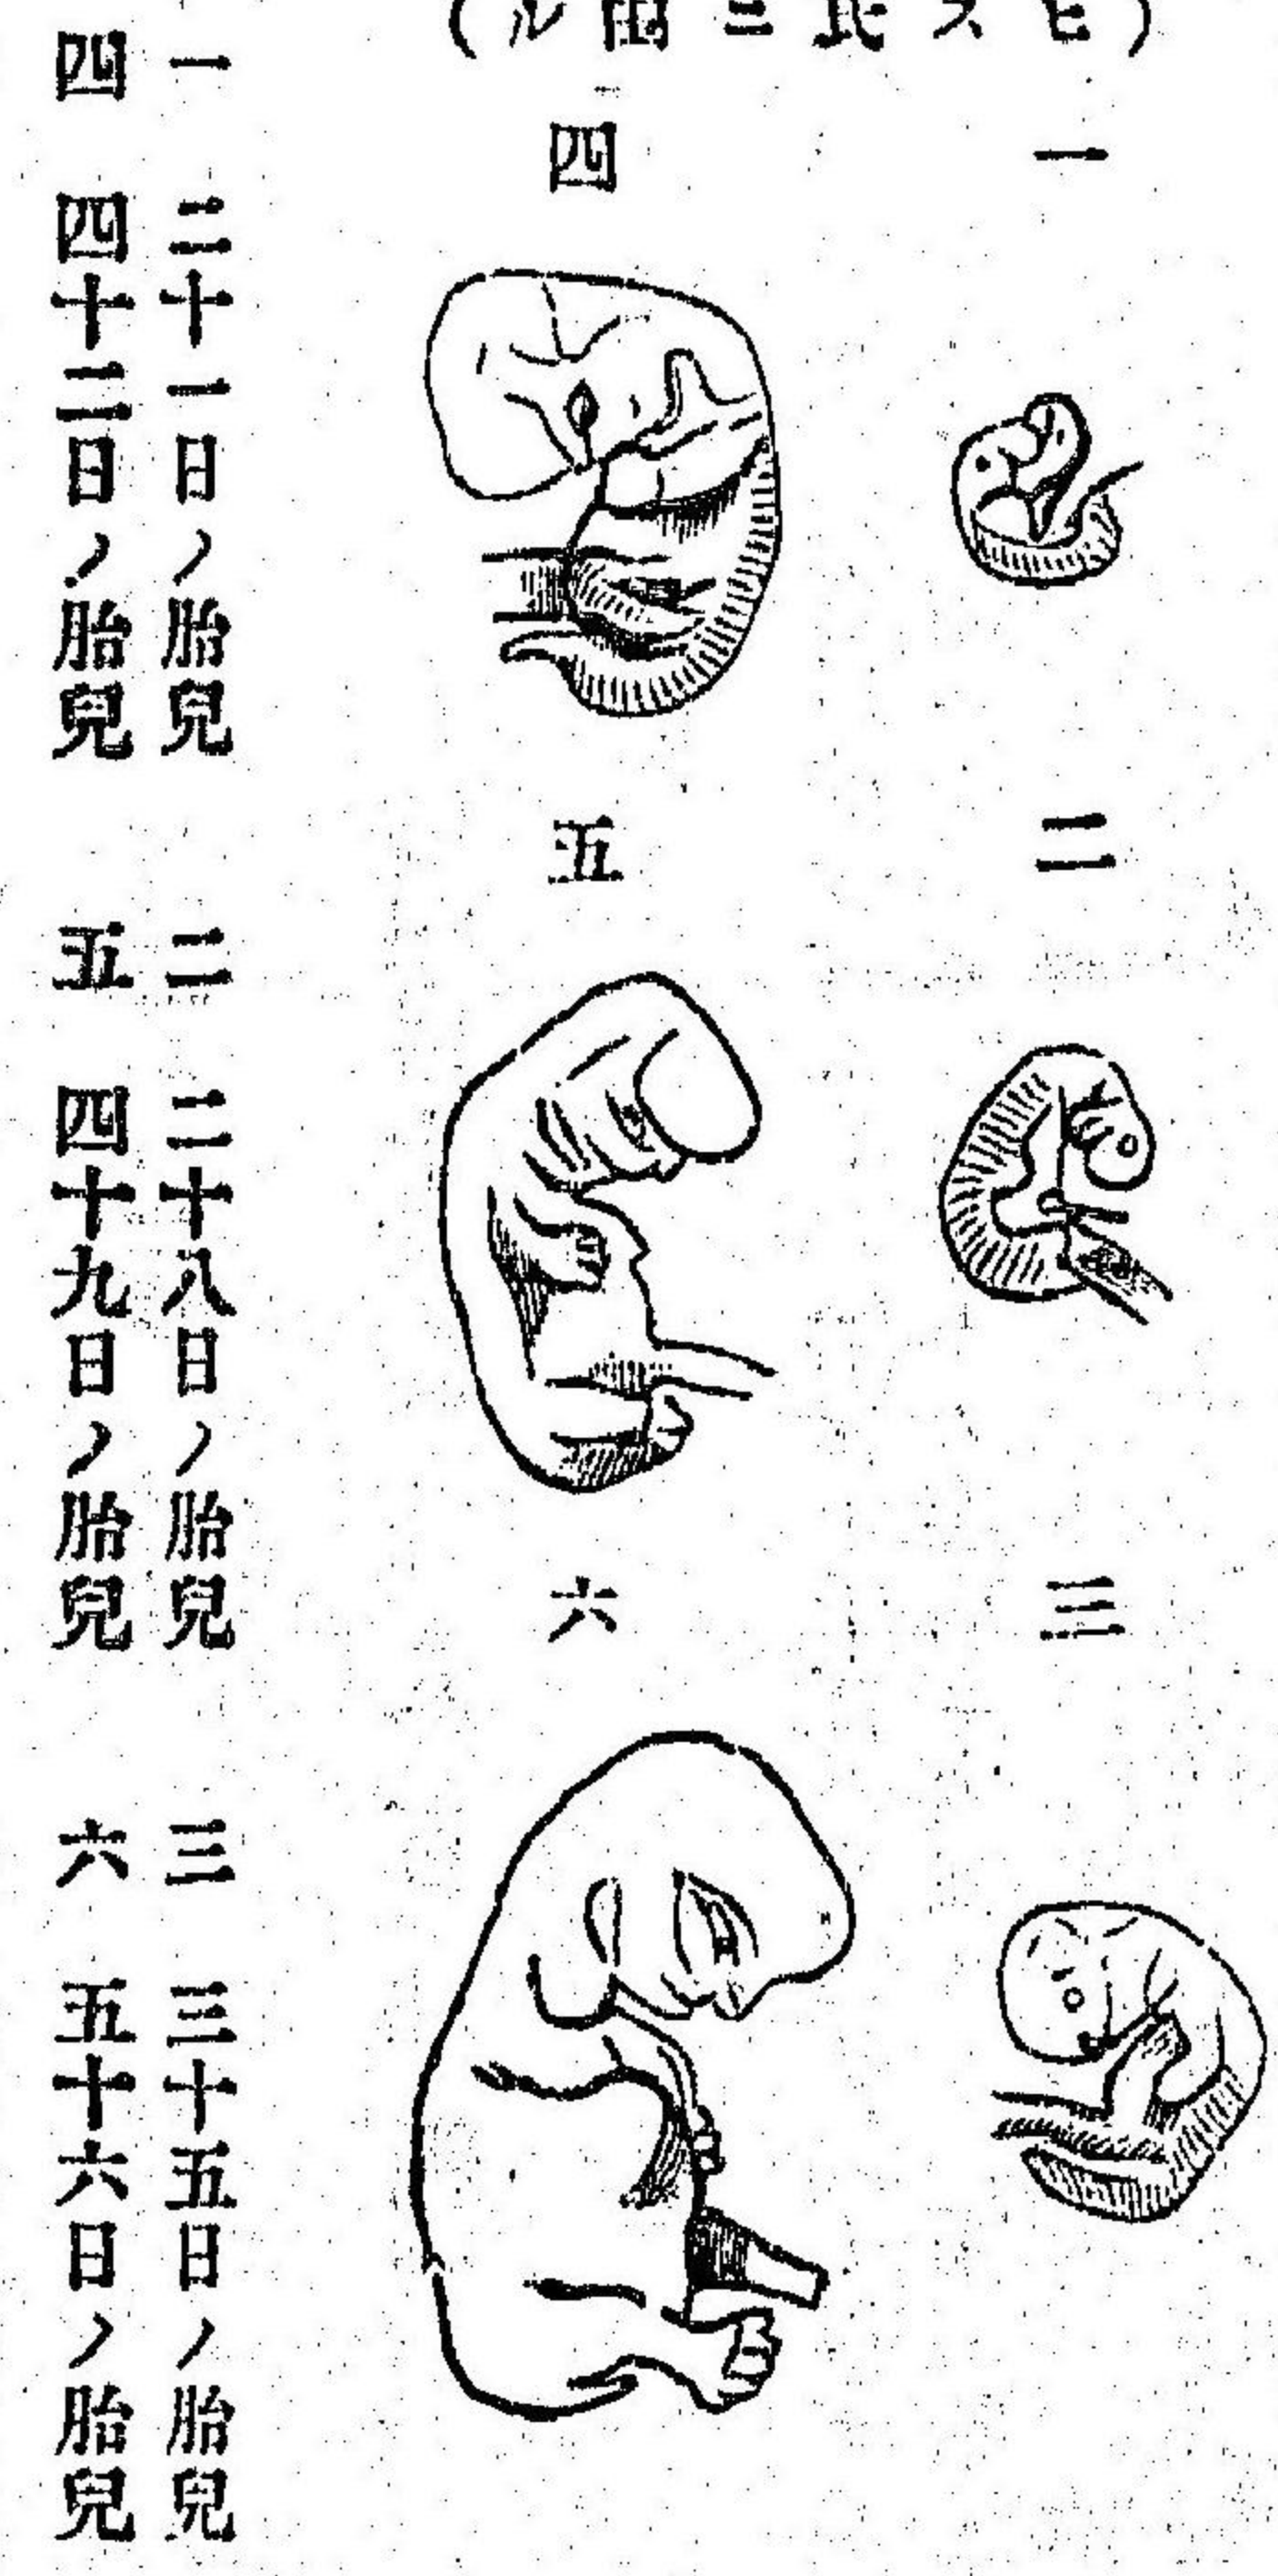 (ヒス氏ニ由ル)
一
二
三
四
五
六
一 二十一日ノ胎兒 二 二十八日ノ胎兒 三 三十五日ノ胎兒
四 四十二日ノ胎兒 五 四十九日ノ胎兒 六 五十六日ノ胎兒